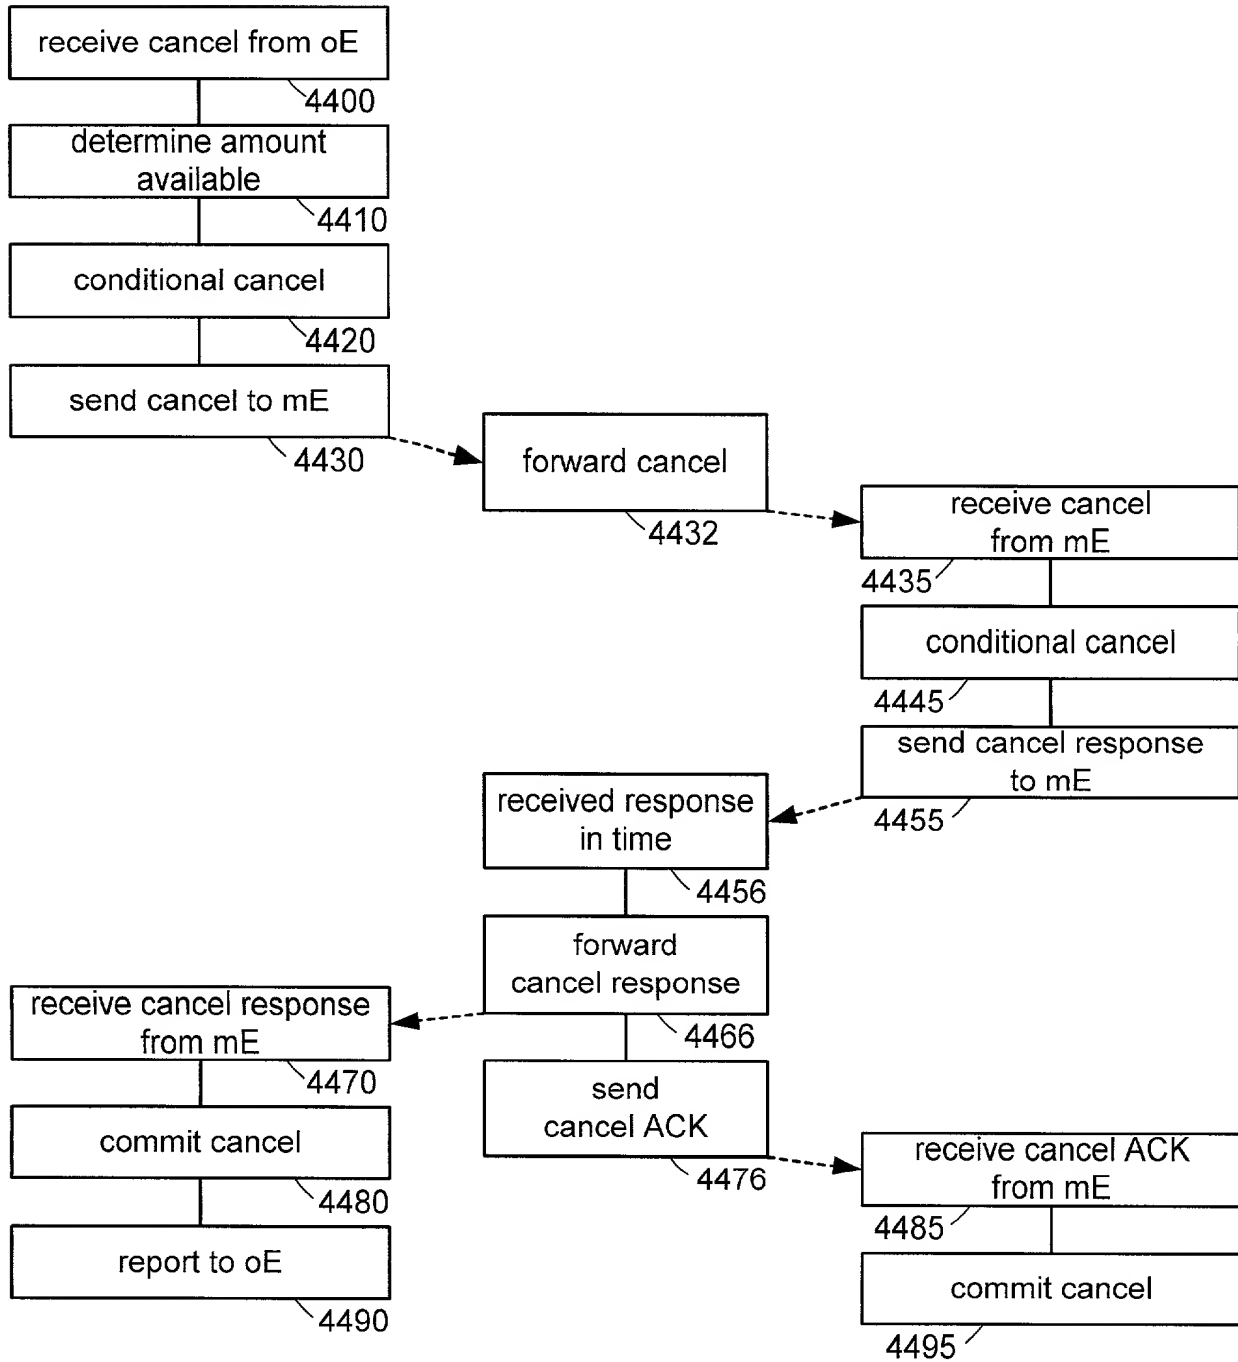 receive cancel from oE
4400
determine amount
available
4410
conditional cancel
4420
send cancel to mE
4430
forward cancel
4432
receive cancel
from mE
4435
conditional cancel
4445
send cancel response
to mE
4455
received response
in time
4456
forward
cancel response
4466
receive cancel response
from mE
4470
send
cancel ACK
4476
commit cancel
4480
receive cancel ACK
from mE
4485
report to oE
4490
commit cancel
4495